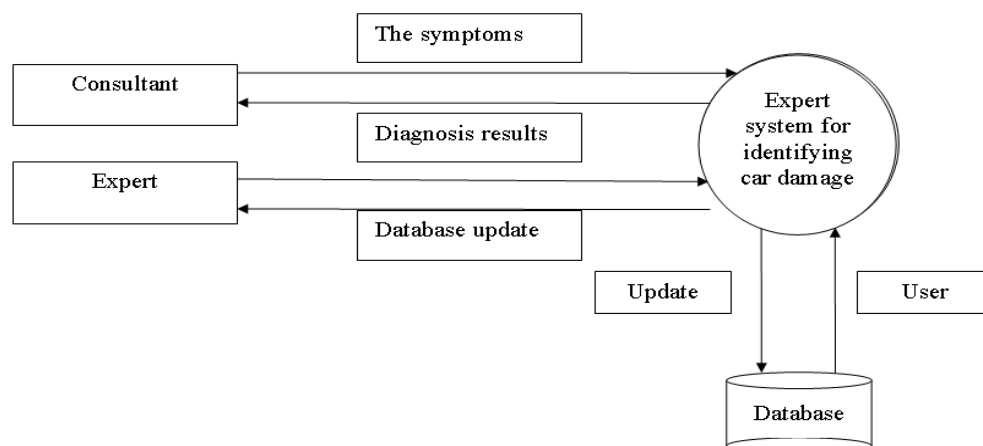 The symptoms
Consultant
Diagnosis results
Expert
system for
identifying
car damage
Expert
Database update
Update
User
Database